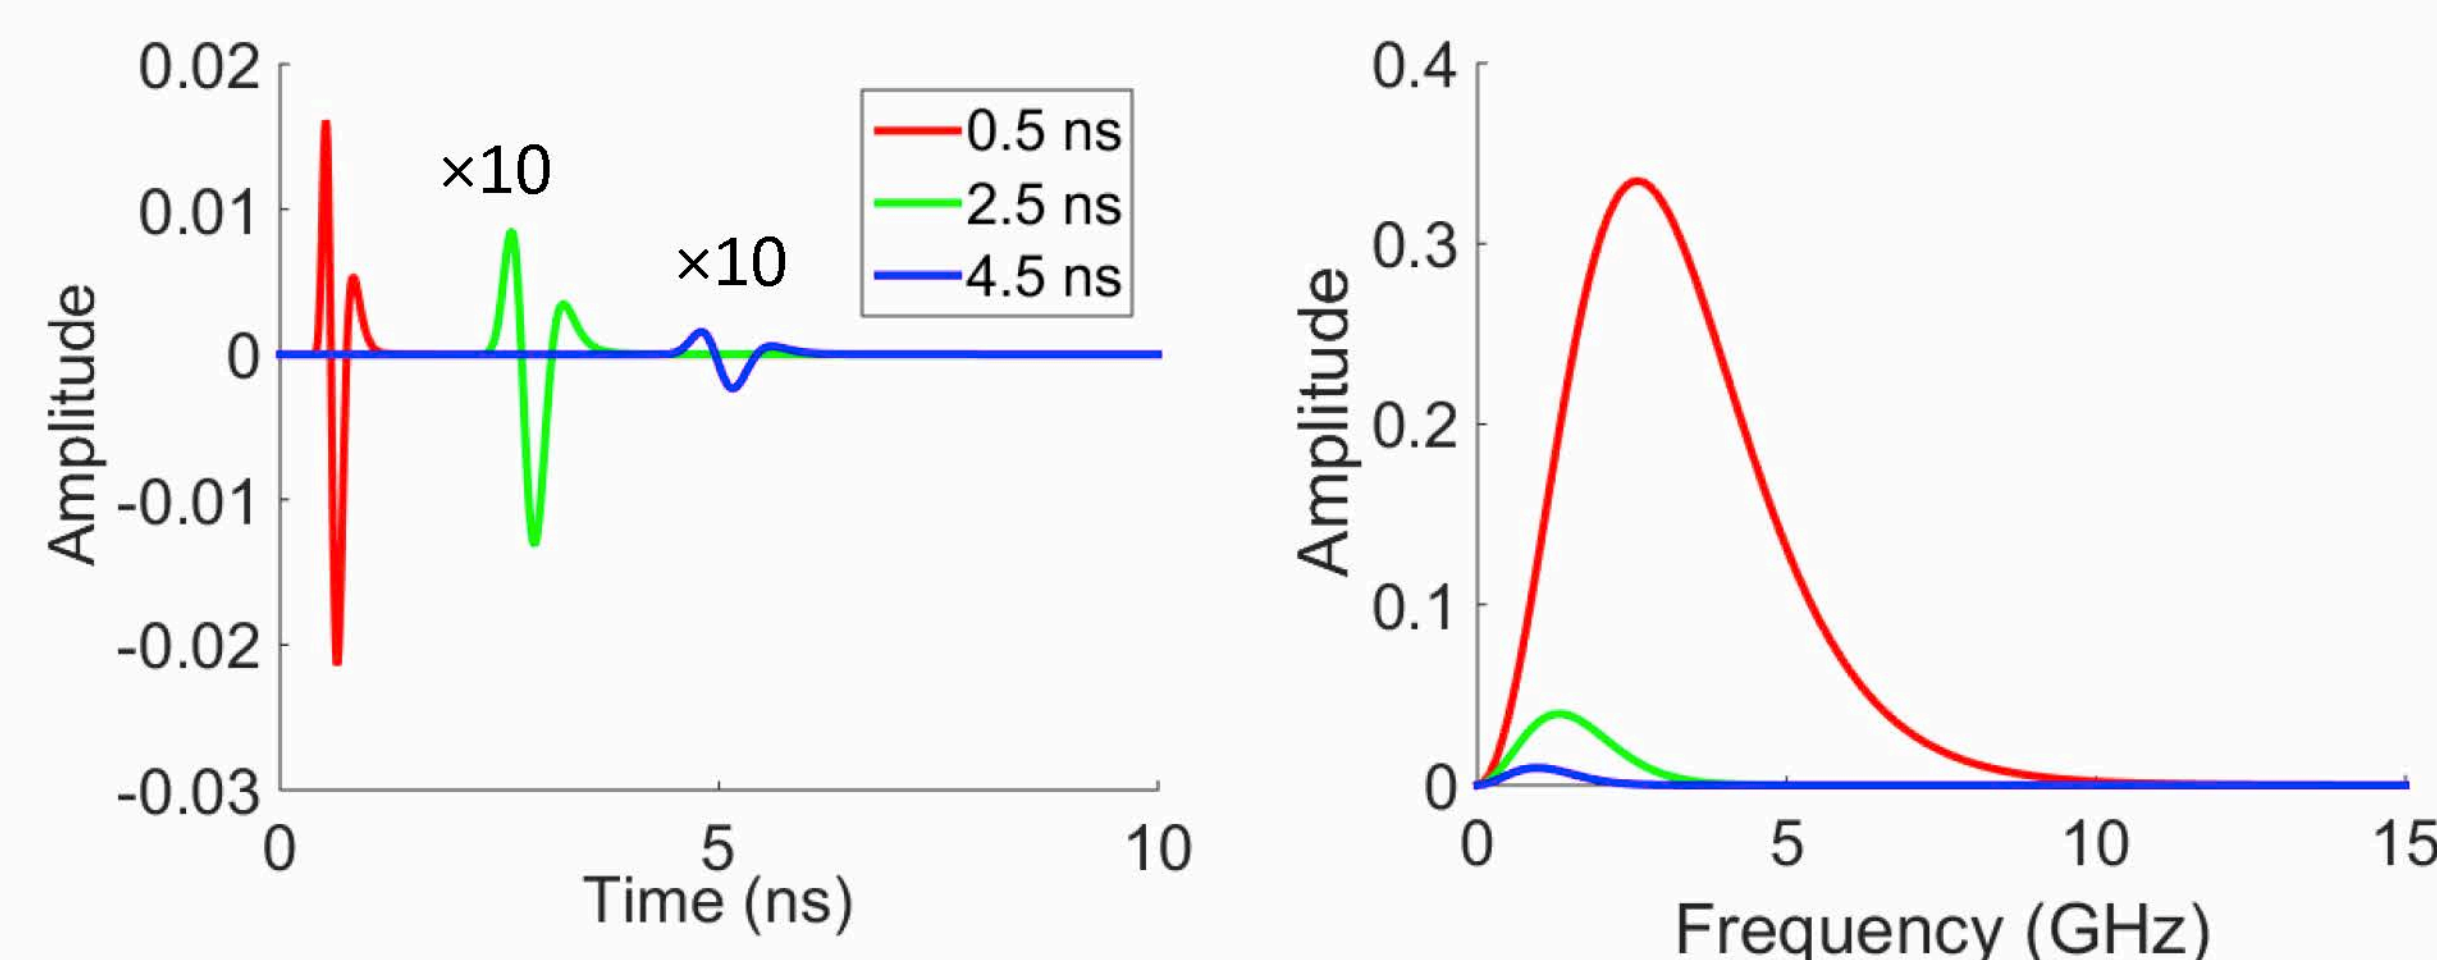 0.02
0.01
0
-0.01
-0.02
-0.03
Amplitude
×10
×10
0.5 ns
2.5 ns
4.5 ns
0 5 10
Time (ns)
0.4
0.3
0.2
0.1
0
Amplitude
0 5 10 15
Frequency (GHz)